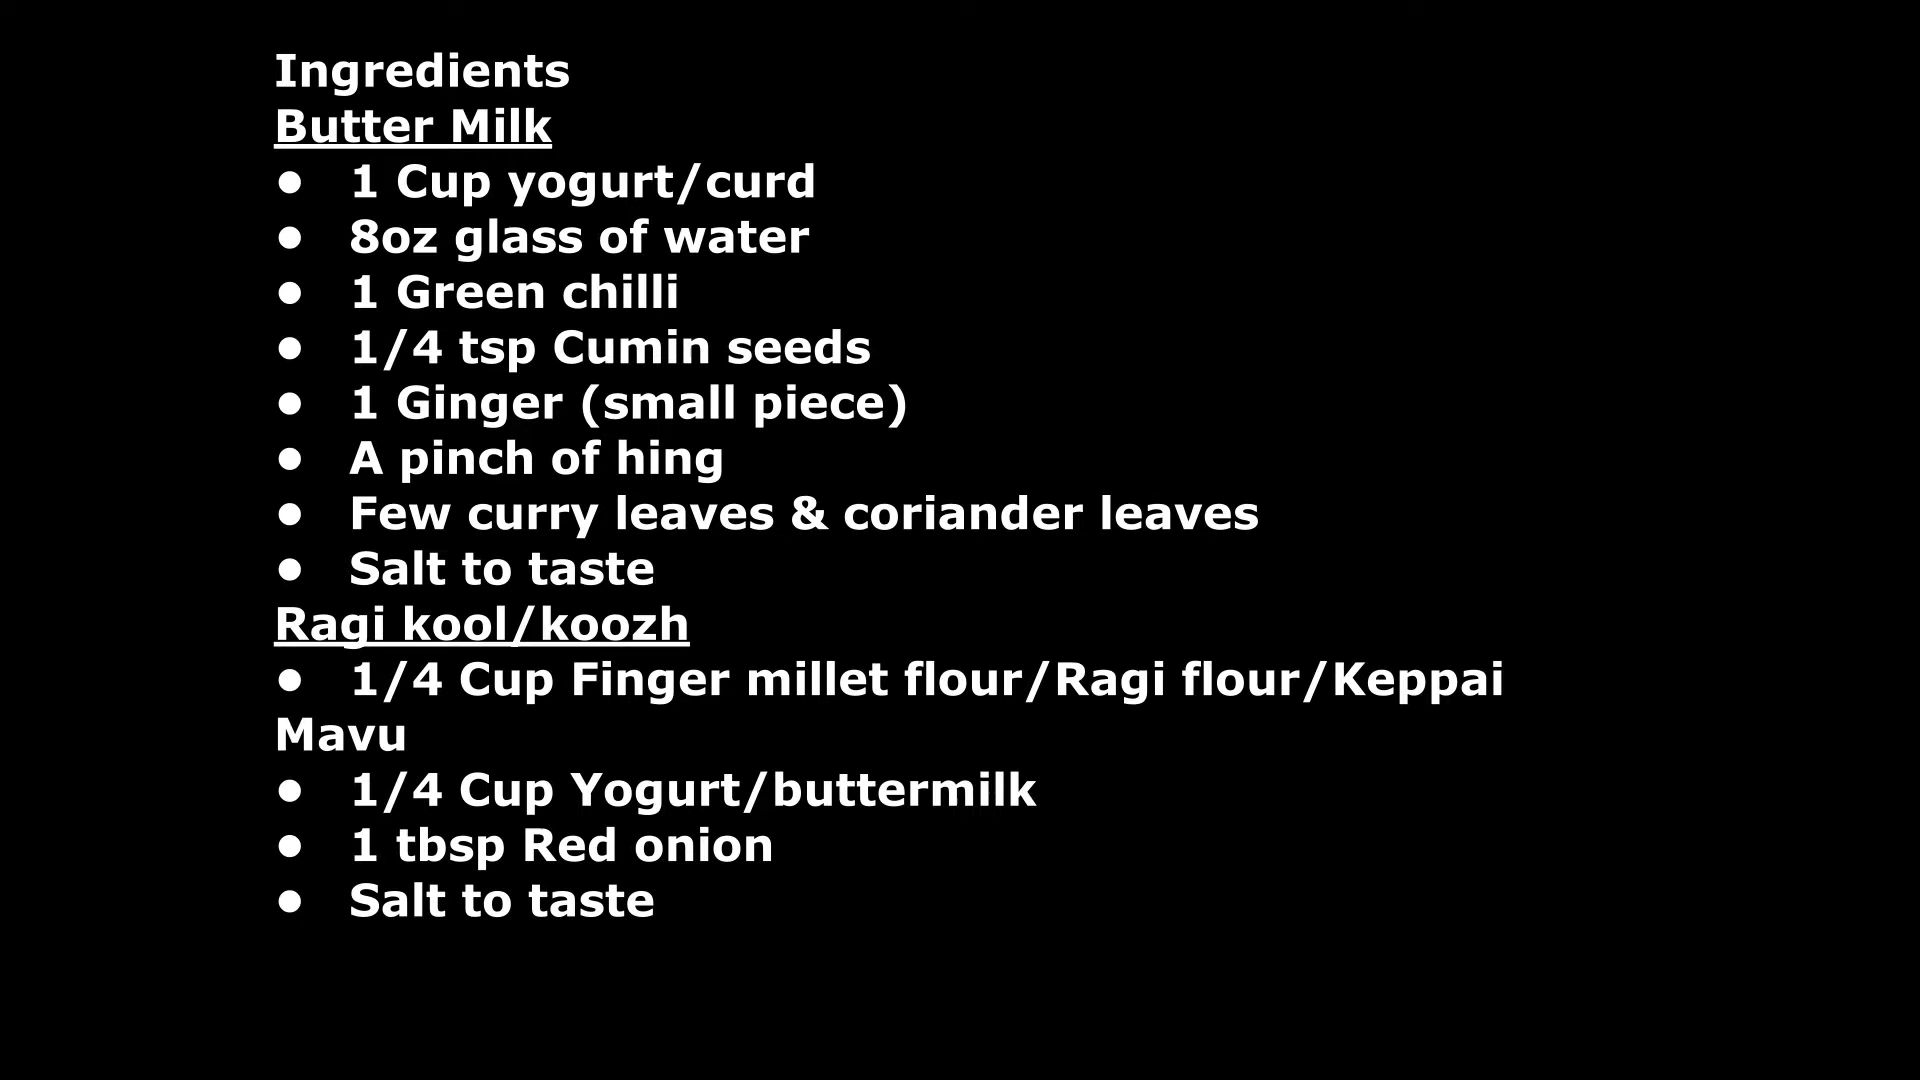 Ingredients
Butter Milk
● 1 Cup yogurt/curd
● 8oz glass of water
● 1 Green chilli
● 1/4 tsp Cumin seeds
● 1 Ginger (small piece)
● A pinch of hing
● Few curry leaves & coriander leaves
● Salt to taste
Ragi kool/koozh
● 1/4 Cup Finger millet flour/Ragi flour/Keppai
Mavu
● 1/4 Cup Yogurt/buttermilk
● 1 tbsp Red onion
● Salt to taste